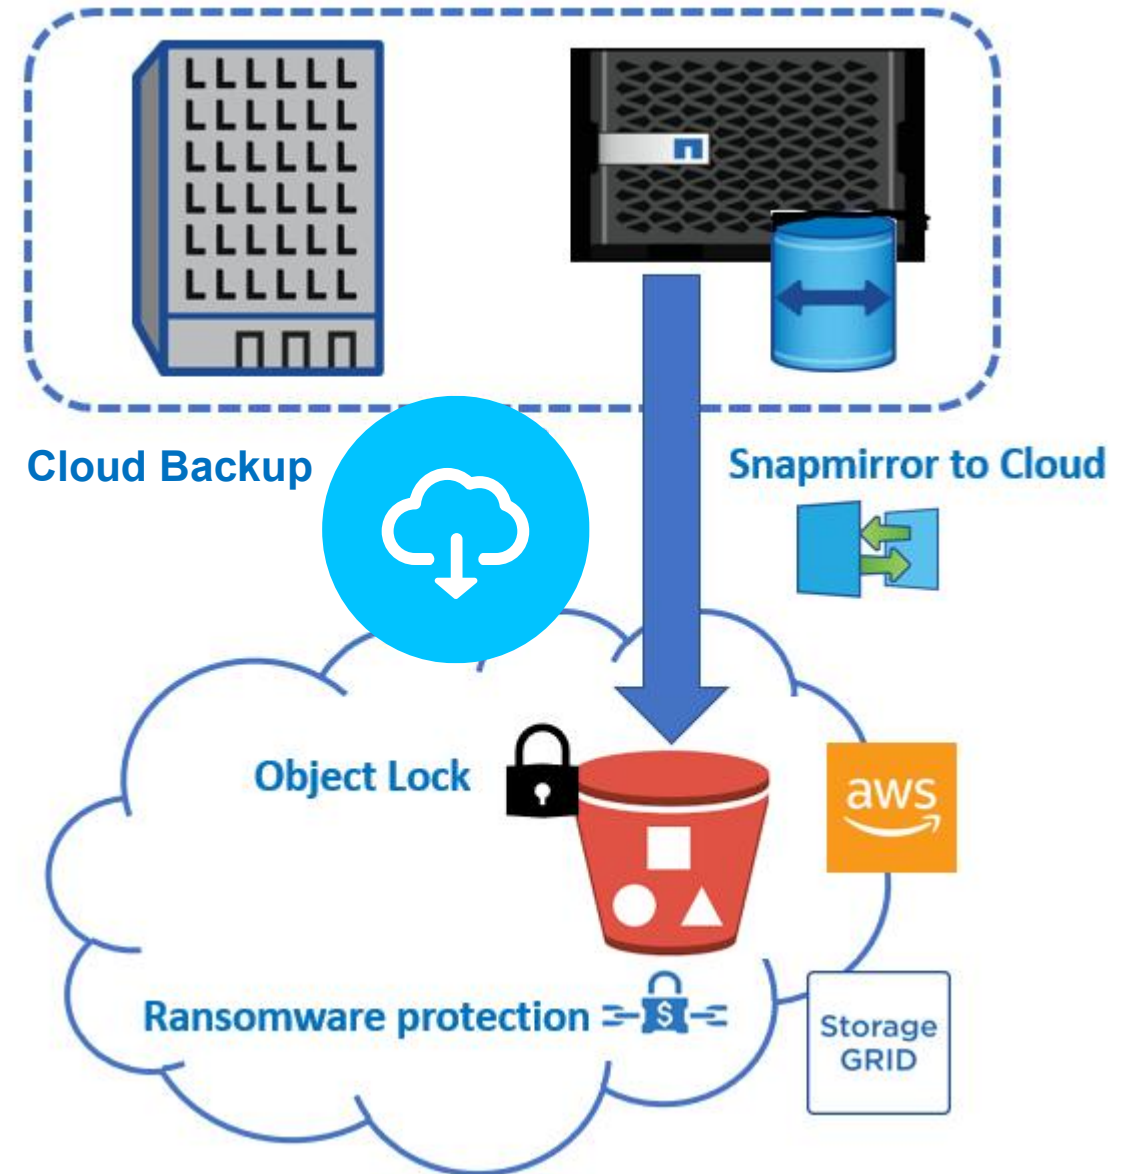 Cloud Backup
Snapmirror to Cloud
Object Lock
aws
Ransomware protection
$
Storage
GRID